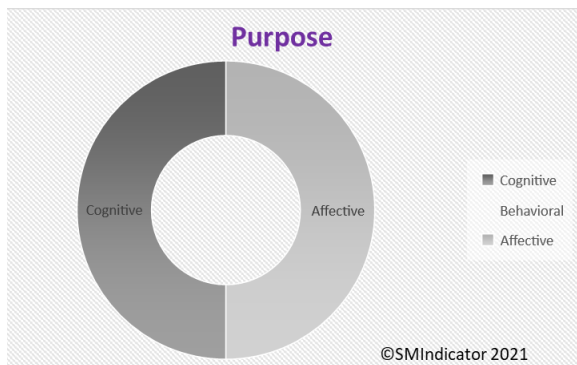 Purpose
Cognitive
Affective
Cognitive
Behavioral
Affective
©SMIndicator 2021